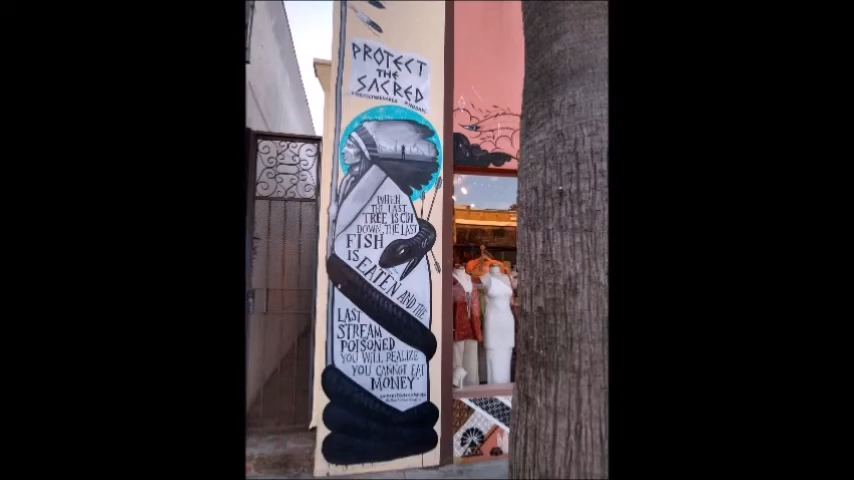 PROTECT
THE
SACRED
WHEN
THE LAST
TREE IS CUT
DOWN, THE LAST
FISH
IS
EATEN AND THE
LAST
STREAM
POISONED
YOU WILL REALIZE
YOU CANNOT EAT
MONEY